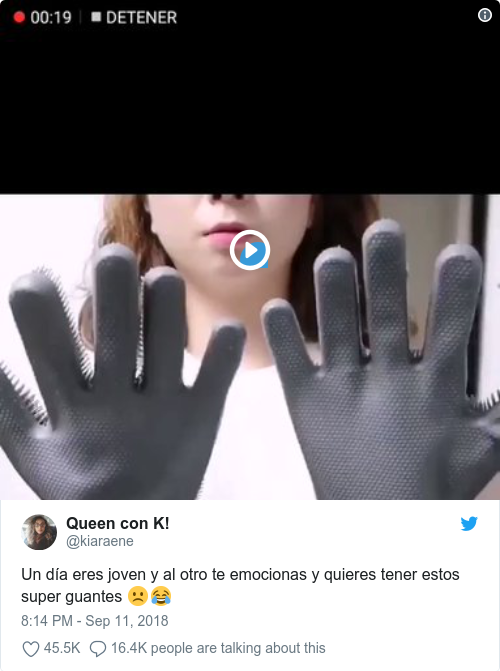 00:19 DETENER
Queen con K!
@kiaraene
Un día eres joven y al otro te emocionas y quieres tener estos
super guantes 🙁😂
8:14 PM - Sep 11, 2018
45.5K 16.4K people are talking about this